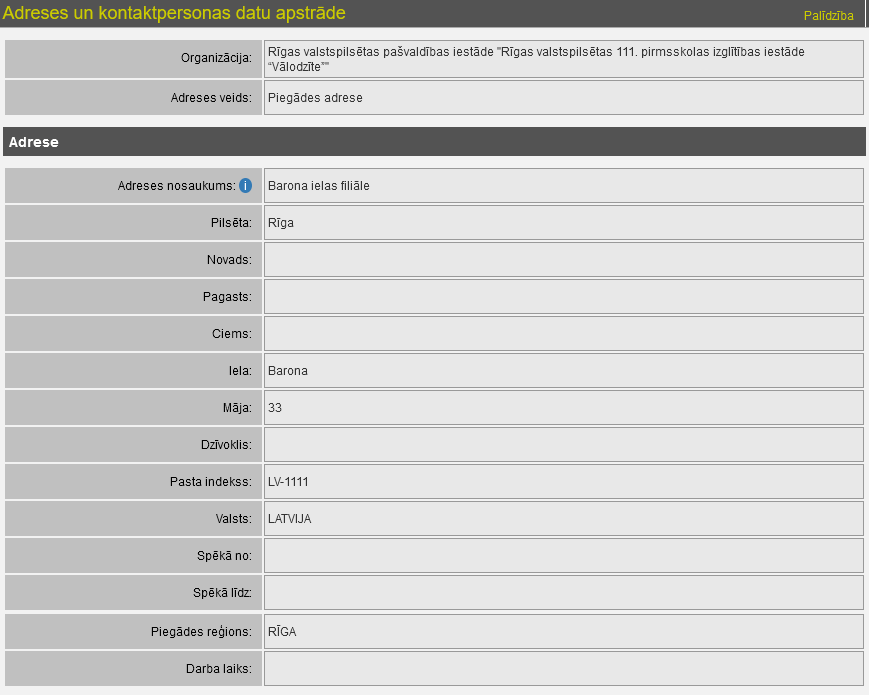 Adreses un kontaktpersonas datu apstrāde
Palīdzība
Organizācija:
Rīgas valstspilsētas pašvaldības iestāde "Rīgas valstspilsētas 111. pirmsskolas izglītības iestāde
“Vālodzīte”"
Adreses veids:
Piegādes adrese
Adrese
Adreses nosaukums: i
Barona ielas filiāle
Pilsēta:
Rīga
Novads:
Pagasts:
Ciems:
Iela:
Barona
Māja:
33
Dzīvoklis:
Pasta indekss:
LV-1111
Valsts:
LATVIJA
Spēkā no:
Spēkā līdz:
Piegādes reģions:
RĪGA
Darba laiks: